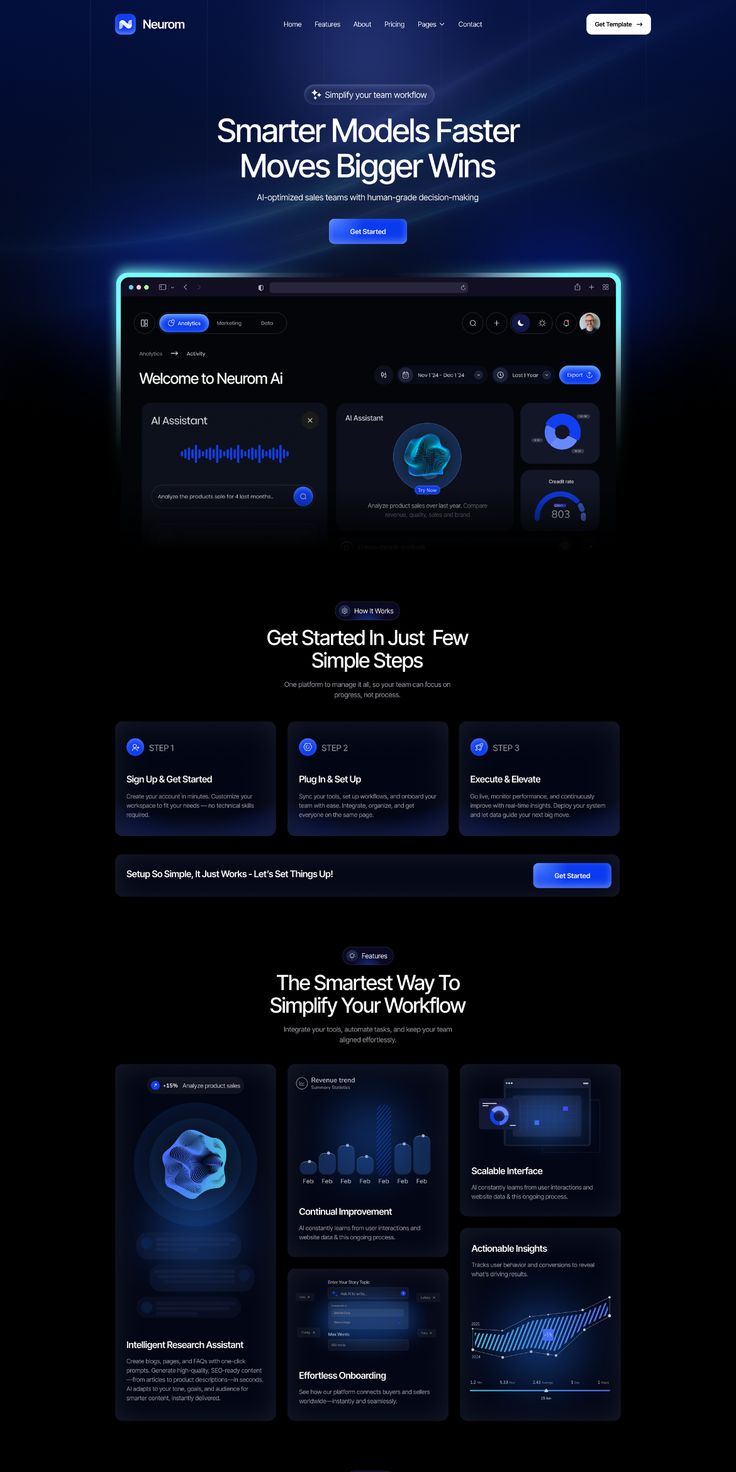 Neurom
Home Features About Pricing Pages Contact
Get Template
Simplify your team workflow
Smarter Models Faster
Moves Bigger Wins
AI-optimized sales teams with human-grade decision-making
Get Started
Analytics Marketing Data
Analytics Activity
Welcome to Neurom Ai
Nov 1 '24 - Dec 1 '24
Last 1 Year
Export
AI Assistant
Analyze the products sale for 4 last months..
AI Assistant
Try Now
Analyze product sales over last year. Compare
revenue, quality, sales and brand
Creadit rate
803
How It Works
Get Started In Just Few
Simple Steps
One platform to manage it all, so your team can focus on
progress, not process.
STEP 1
Sign Up & Get Started
Create your account in minutes. Customize your
workspace to fit your needs — no technical skills
required.
STEP 2
Plug In & Set Up
Sync your tools, set up workflows, and onboard your
team with ease. Integrate, organize, and get
everyone on the same page.
STEP 3
Execute & Elevate
Go live, monitor performance, and continuously
improve with real-time insights. Deploy your system
and let data guide your next big move.
Setup So Simple, It Just Works - Let's Set Things Up!
Get Started
Features
The Smartest Way To
Simplify Your Workflow
Integrate your tools, automate tasks, and keep your team
aligned effortlessly.
+15% Analyze product sales
Intelligent Research Assistant
Create blogs, pages, and FAQs with one-click
prompts. Generate high-quality, SEO-ready content
—from articles to product descriptions—in seconds.
AI adapts to your tone, goals, and audience for
smarter content, instantly delivered.
Revenue trend
Summary Statistics
Feb Feb Feb Feb Feb Feb Feb
Continual Improvement
AI constantly learns from user interactions and
website data & this ongoing process.
Enter Your Story Topic
Ask AI to write...
Max Words
Effortless Onboarding
See how our platform connects buyers and sellers
worldwide—instantly and seamlessly.
Scalable Interface
AI constantly learns from user interactions and
website data & this ongoing process.
Actionable Insights
Tracks user behavior and conversions to reveal
what's driving results.
2025
2024